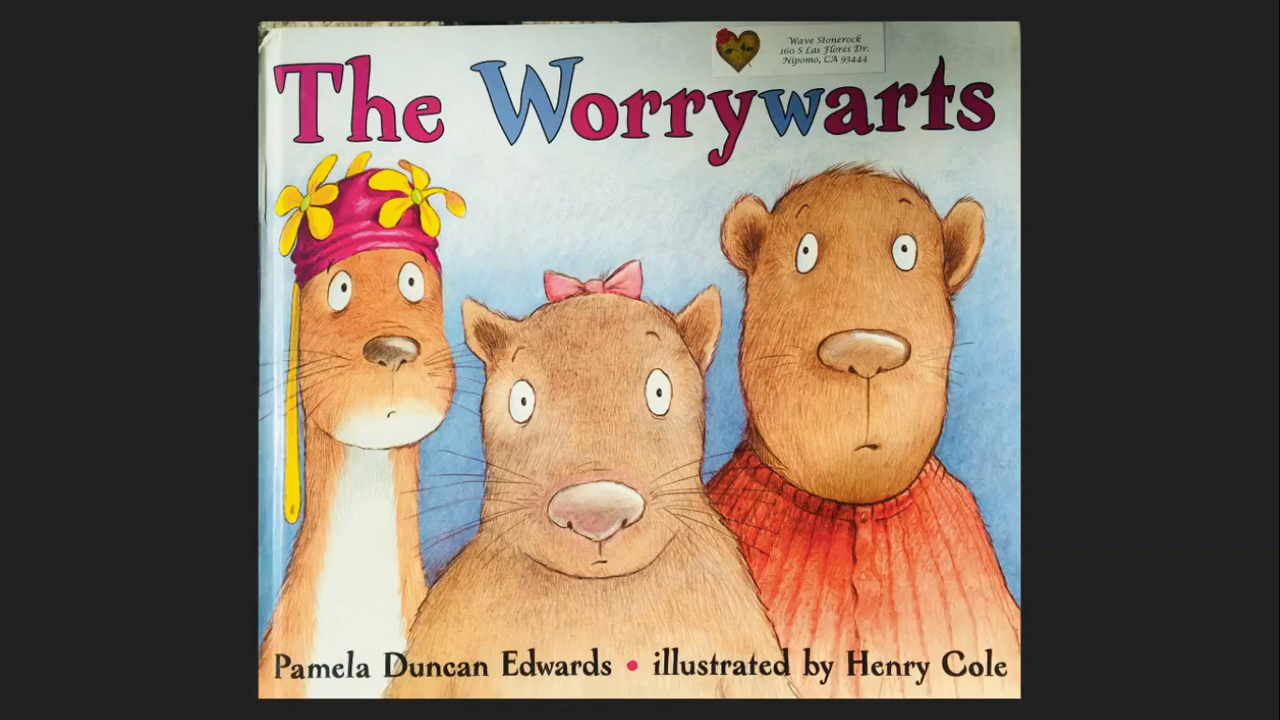 Wave Stonerock
160 S Las Flores Dr.
Nipomo, CA 93444
The Worrywarts
Pamela Duncan Edwards • illustrated by Henry Cole